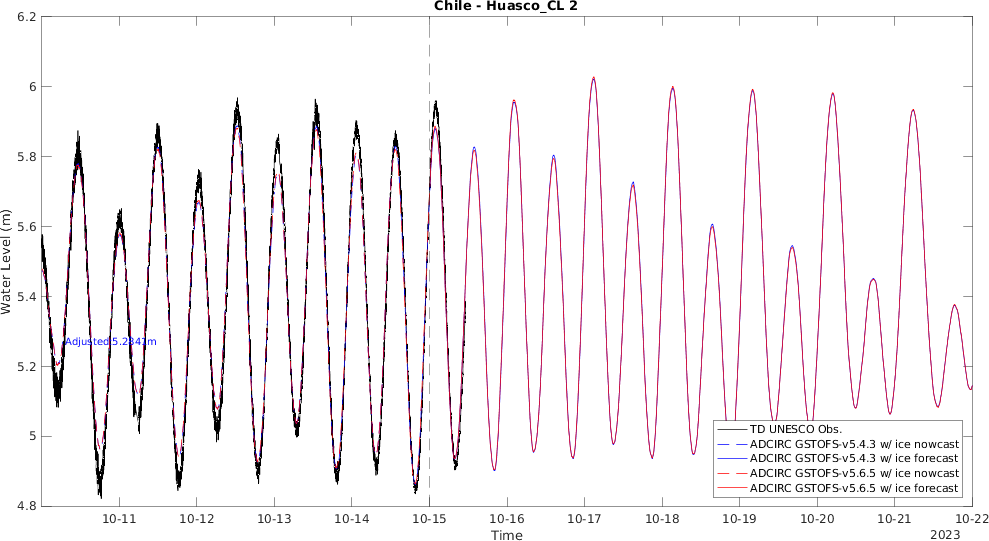 Chile - Huasco_CL 2
6.2
6
5.8
5.6
5.4
5.2
5
4.8
Water Level (m)
TD UNESCO Obs.
ADCIRC GSTOFS-v5.4.3 w/ ice nowcast
ADCIRC GSTOFS-v5.4.3 w/ ice forecast
ADCIRC GSTOFS-v5.6.5 w/ ice nowcast
ADCIRC GSTOFS-v5.6.5 w/ ice forecast
10-11 10-12 10-13 10-14 10-15 10-16 10-17 10-18 10-19 10-20 10-21 10-22
Time
2023